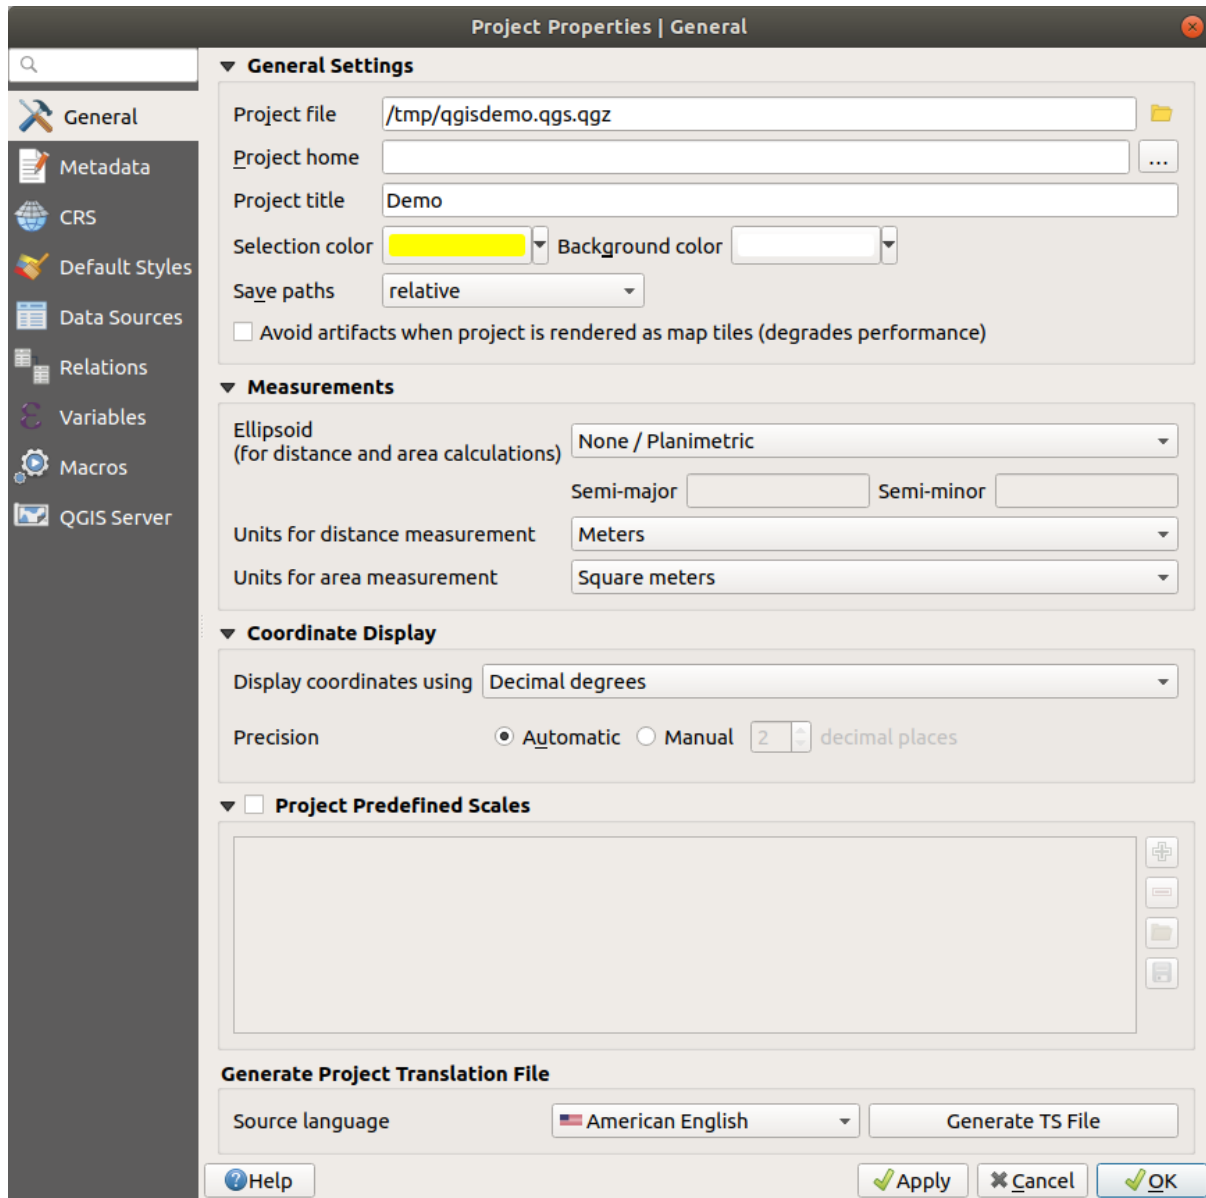 Project Properties | General
General
Metadata
CRS
Default Styles
Data Sources
Relations
Variables
Macros
QGIS Server
General Settings
Project file /tmp/qgisdemo.qgs.qgz
Project home ...
Project title Demo
Selection color Background color
Save paths relative
Avoid artifacts when project is rendered as map tiles (degrades performance)
Measurements
Ellipsoid
(for distance and area calculations) None / Planimetric
Semi-major Semi-minor
Units for distance measurement Meters
Units for area measurement Square meters
Coordinate Display
Display coordinates using Decimal degrees
Precision Automatic Manual 2 decimal places
Project Predefined Scales
Generate Project Translation File
Source language American English Generate TS File
Help Apply Cancel OK